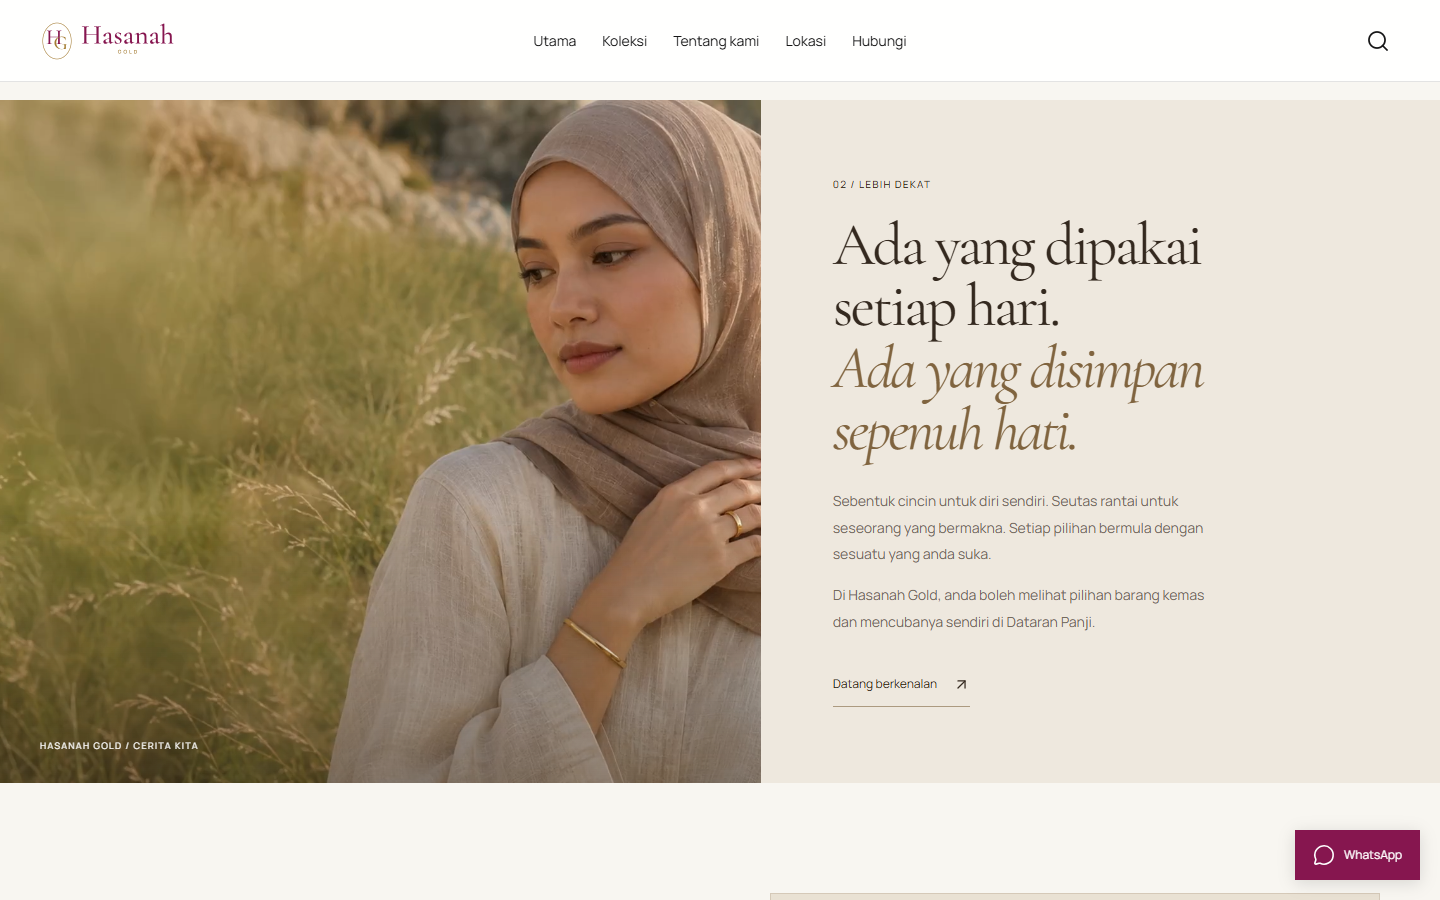 HG Hasanah
GOLD
Utama Koleksi Tentang kami Lokasi Hubungi
02 / LEBIH DEKAT
Ada yang dipakai
setiap hari.
Ada yang disimpan
sepenuh hati.
Sebentuk cincin untuk diri sendiri. Seutas rantai untuk
seseorang yang bermakna. Setiap pilihan bermula dengan
sesuatu yang anda suka.
Di Hasanah Gold, anda boleh melihat pilihan barang kemas
dan mencubanya sendiri di Dataran Panji.
Datang berkenalan
HASANAH GOLD / CERITA KITA
WhatsApp